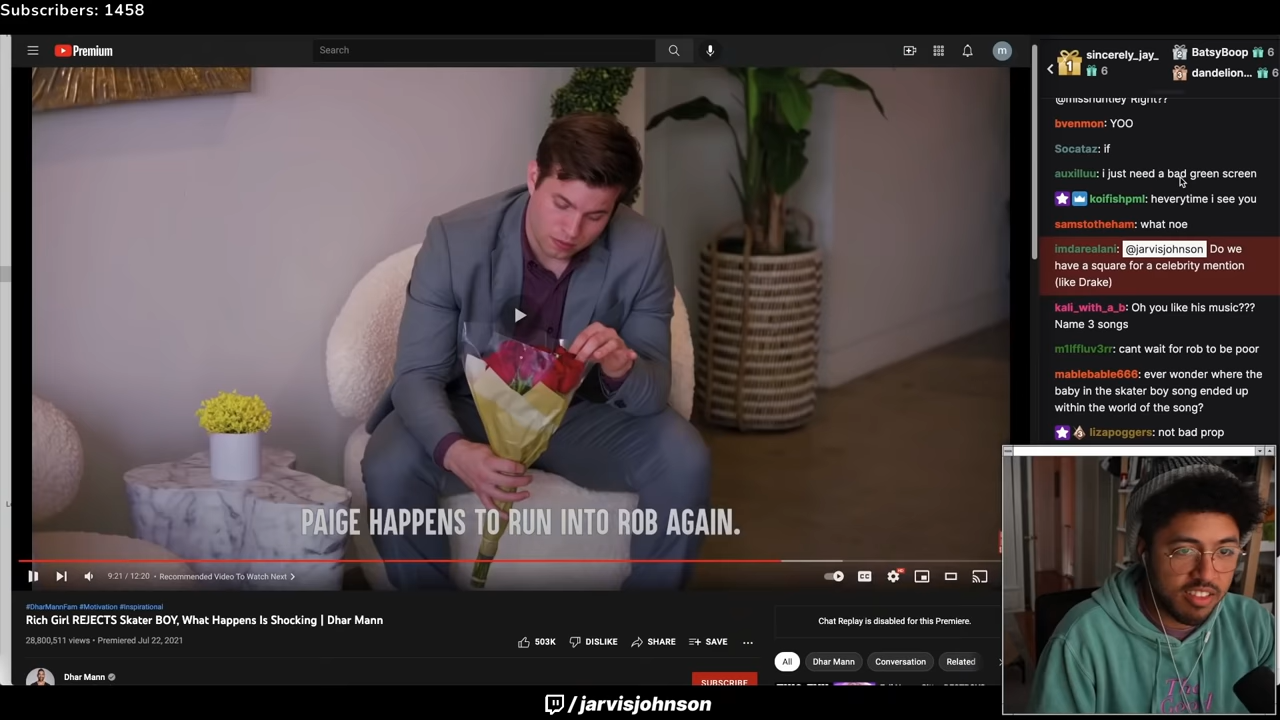 Subscribers: 1458
Premium
Search
m
1
sincerely_jay_
6
BatsyBoop 6
dandelion... 6
@misshuntley Right??
bvenmon: YOO
Socataz: if
auxilluu: i just need a bad green screen
koifishpml: heverytime i see you
samstotheham: what noe
imdarealani: @jarvisjohnson Do we
have a square for a celebrity mention
(like Drake)
kali_with_a_b: Oh you like his music???
Name 3 songs
m1lffluv3rr: cant wait for rob to be poor
mablebable666: ever wonder where the
baby in the skater boy song ended up
within the world of the song?
lizapoggers: not bad prop
PAIGE HAPPENS TO RUN INTO ROB AGAIN.
9:21 / 12:20 • Recommended Video To Watch Next
CC
#DharMannFam #Motivation #Inspirational
Rich Girl REJECTS Skater BOY, What Happens Is Shocking | Dhar Mann
28,800,511 views • Premiered Jul 22, 2021
503K
DISLIKE
SHARE
SAVE
...
Chat Replay is disabled for this Premiere.
All
Dhar Mann
Conversation
Related
Dhar Mann
SUBSCRIBE
/jarvisjohnson